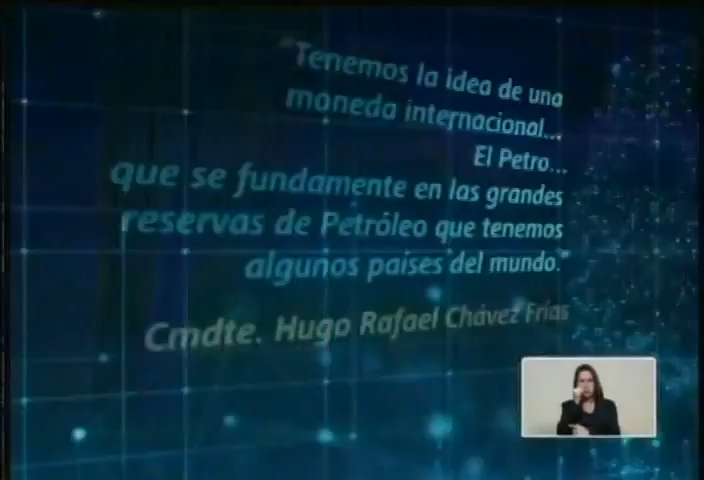 "Tenemos la idea de una
moneda internacional...
El Petro...
que se fundamente en las grandes
reservas de Petróleo que tenemos
algunos países del mundo."
Cmdte. Hugo Rafael Chávez Frías